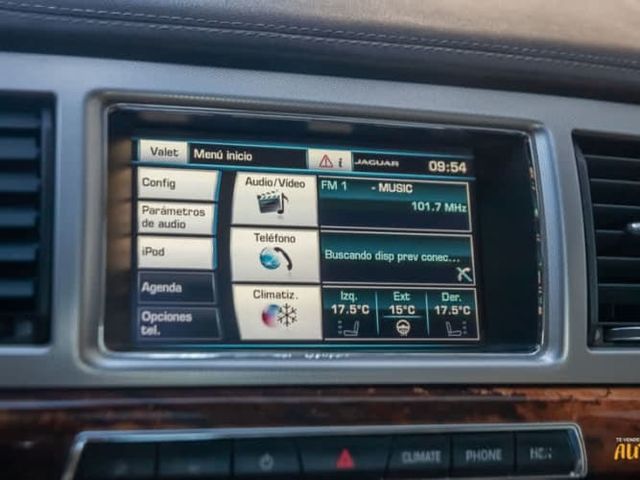 Valet
Menú inicio
i
JAGUAR
09:54
Config
Parámetros
de audio
iPod
Agenda
Opciones
tel.
Audio/Vídeo
FM 1 - MUSIC
101.7 MHz
Teléfono
Buscando disp prev conec...
Climatiz.
Izq. Ext Der.
17.5°C 15°C 17.5°C
CLIMATE
PHONE
TE VENDE